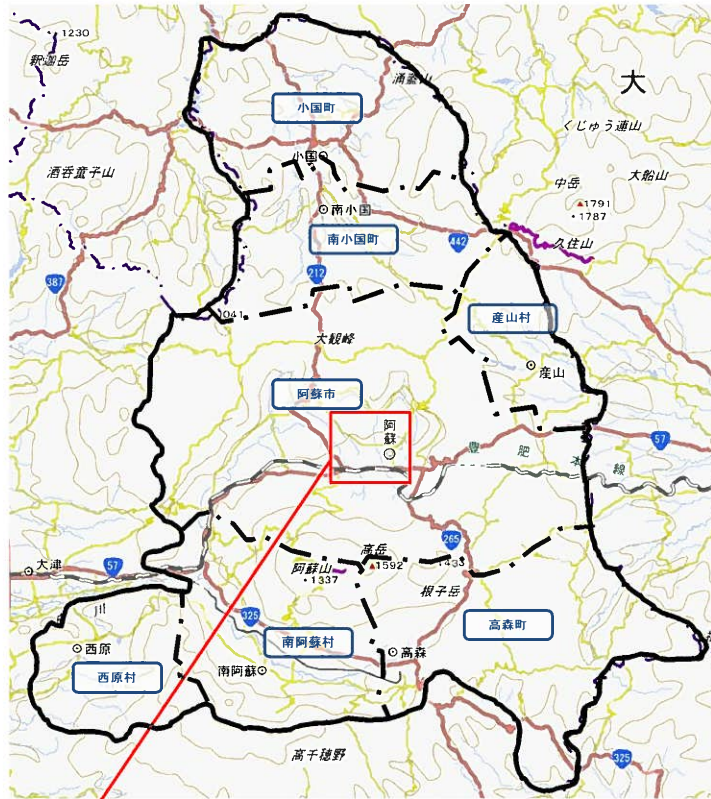 1230
釈迦岳
涌蓋山
大
小国町
くじゅう連山
小国
酒呑童子山
中岳
大船山
1791
1787
南小国
久住山
南小国町
442
387
212
1041
産山村
大観峰
産山
阿蘇市
阿蘇
57
豊肥本線
大津
57
高岳
265
1433
阿蘇山
1592
1337
根子岳
川
325
南阿蘇村
高森町
西原
高森
西原村
南阿蘇
高千穂野
325